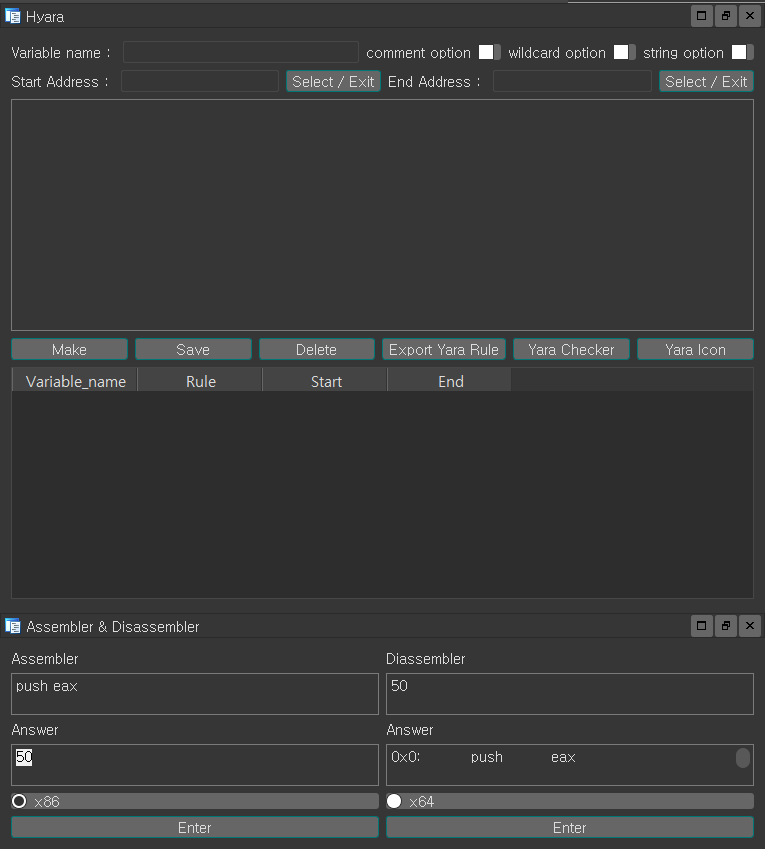 Hyara
Variable name : comment option wildcard option string option
Start Address : Select / Exit End Address : Select / Exit
Make Save Delete Export Yara Rule Yara Checker Yara Icon
Variable_name Rule Start End
Assembler & Disassembler
Assembler Diassembler
push eax 50
Answer Answer
50 0x0: push eax
x86 x64
Enter Enter